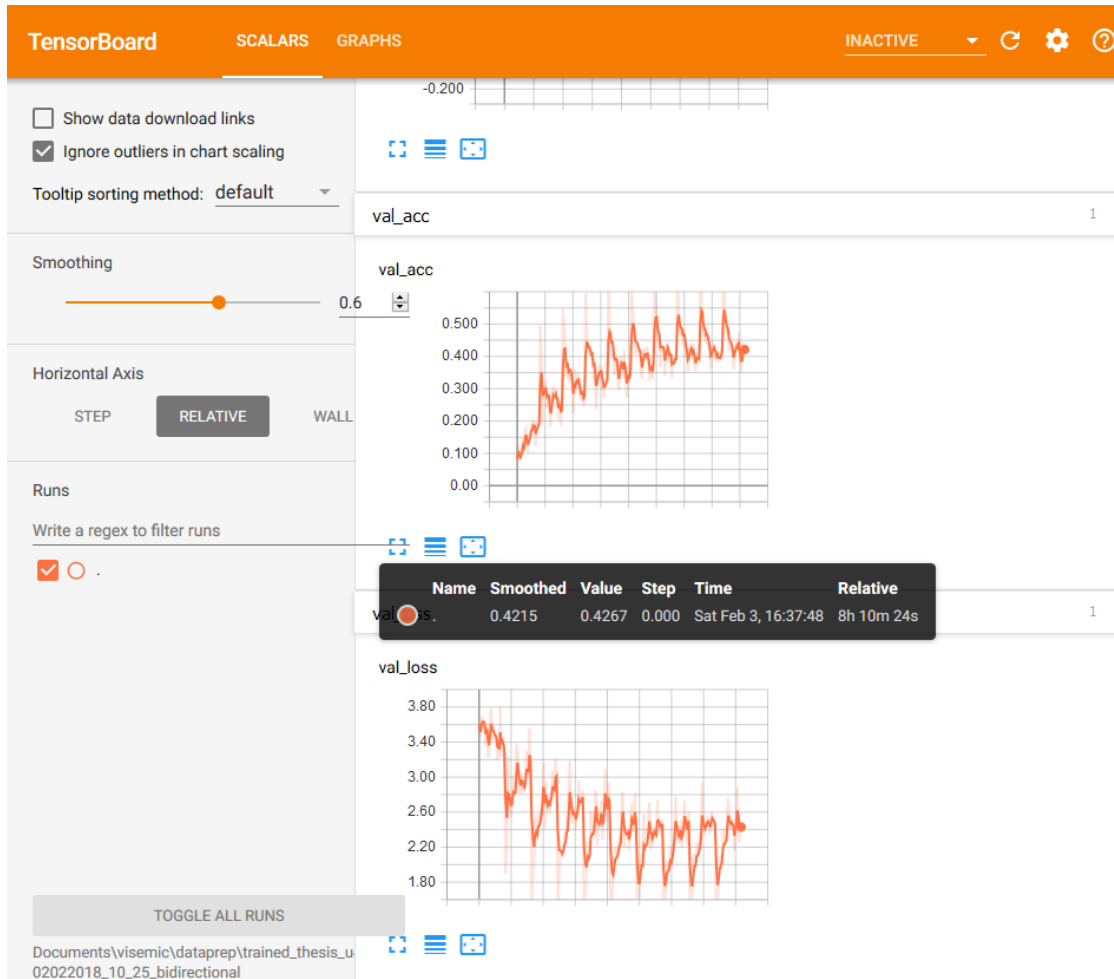 TensorBoard SCALARS GRAPHS INACTIVE
-0.200
Show data download links
Ignore outliers in chart scaling
Tooltip sorting method: default
val_acc 1
Smoothing
0.6
val_acc
0.500
0.400
0.300
0.200
0.100
0.00
Horizontal Axis
STEP RELATIVE WALL
Runs
Write a regex to filter runs
.
Name Smoothed Value Step Time Relative
. 0.4215 0.4267 0.000 Sat Feb 3, 16:37:48 8h 10m 24s
val_loss 1
val_loss
3.80
3.40
3.00
2.60
2.20
1.80
TOGGLE ALL RUNS
Documents\visemic\dataprep\trained_thesis_u
02022018_10_25_bidirectional